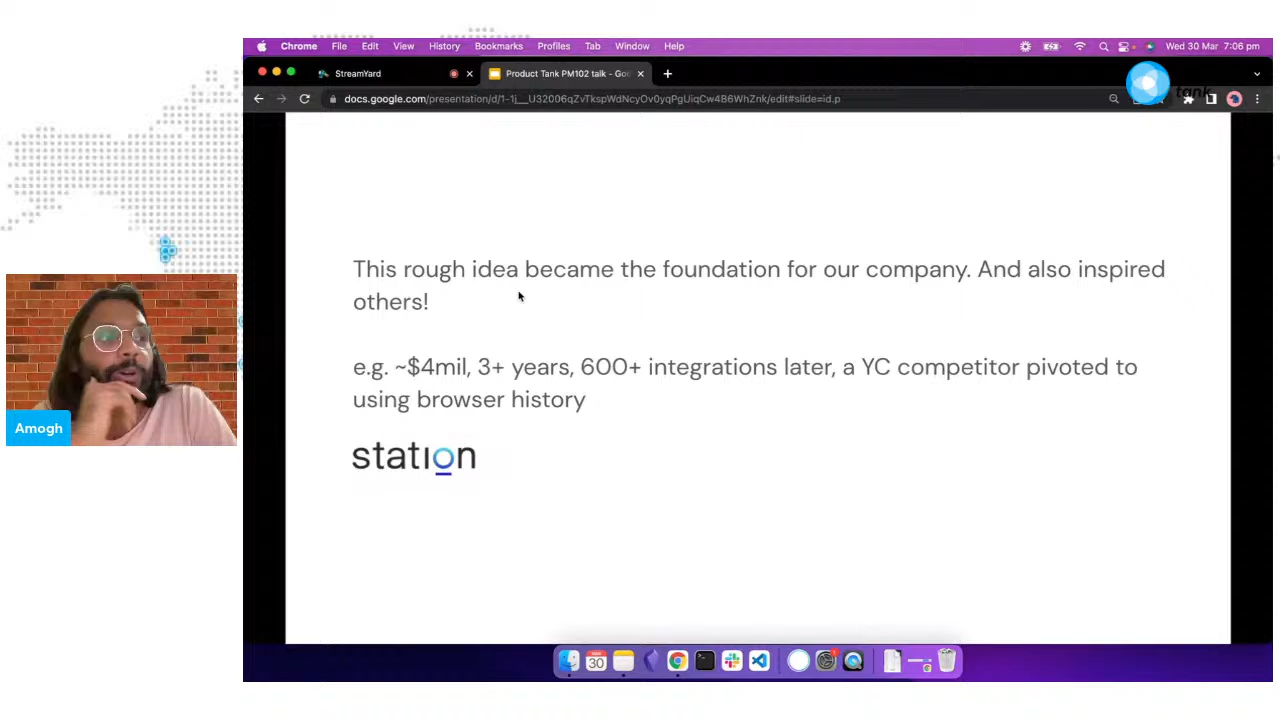 Chrome File Edit View History Bookmarks Profiles Tab Window Help Wed 30 Mar 7:06 pm
StreamYard
Product Tank PM102 talk - Goo
docs.google.com/presentation/d/1-1j__U32006qZvTkspWdNcyOv0yqPgUiqCw4B6WhZnk/edit#slide=id.p
tank
This rough idea became the foundation for our company. And also inspired
others!
e.g. ~$4mil, 3+ years, 600+ integrations later, a YC competitor pivoted to
using browser history
station
Amogh
30